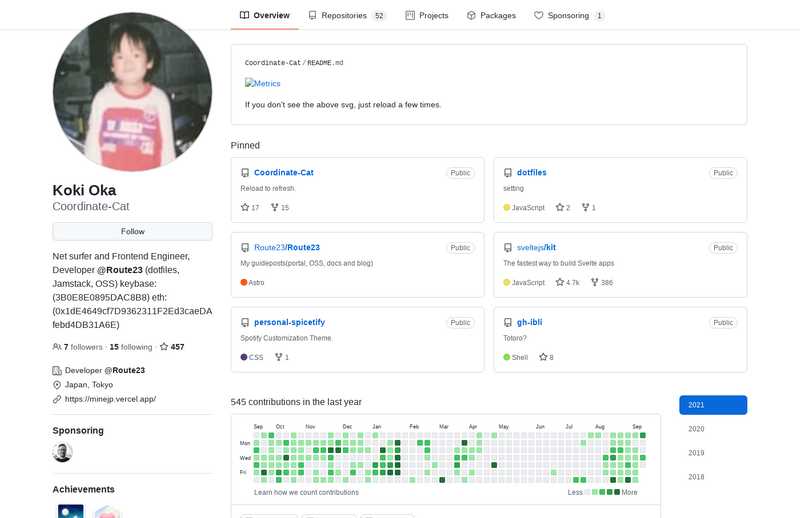 Overview
Repositories 52
Projects
Packages
Sponsoring 1
Koki Oka
Coordinate-Cat
Follow
Net surfer and Frontend Engineer,
Developer @Route23 (dotfiles,
Jamstack, OSS) keybase:
(3B0E8E0895DAC8B8) eth:
(0x1dE4649cf7D9362311F2Ed3caeDA
febd4DB31A6E)
7 followers · 15 following · 457
Developer @Route23
Japan, Tokyo
https://minejp.vercel.app/
Sponsoring
Achievements
Coordinate-Cat / README.md
Metrics
If you don't see the above svg, just reload a few times.
Pinned
Coordinate-Cat Public
Reload to refresh.
17 15
dotfiles Public
setting
JavaScript 2 1
Route23/Route23 Public
My guideposts(portal, OSS, docs and blog)
Astro
sveltejs/kit Public
The fastest way to build Svelte apps
JavaScript 4.7k 386
personal-spicetify Public
Spotify Customization Theme.
CSS 1
gh-ibli Public
Totoro?
Shell 8
545 contributions in the last year
Sep Oct Nov Dec Jan Feb Mar Apr May Jun Jul Aug Sep
Mon
Wed
Fri
Learn how we count contributions
Less More
2021
2020
2019
2018